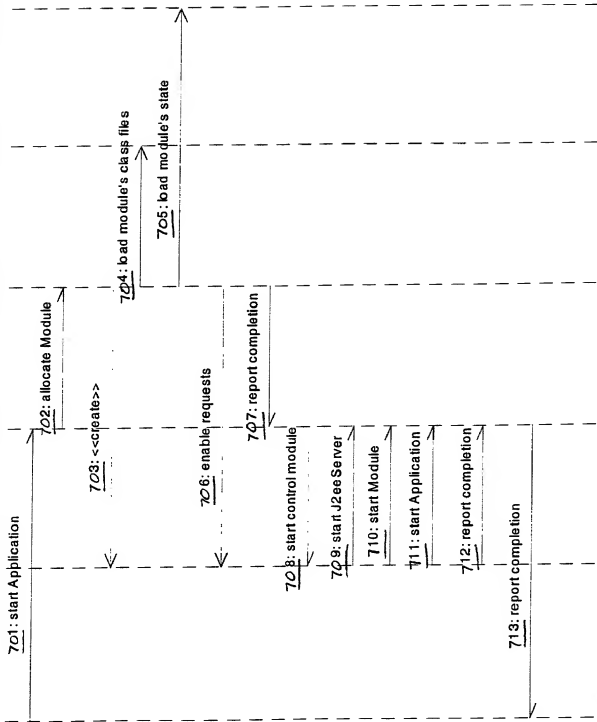 701: start Application
702: allocate Module
703: <<create>>
704: load module's class files
705: load module's state
706: enable requests
707: report completion
708: start control module
709: start J2eeServer
710: start Module
711: start Application
712: report completion
713: report completion